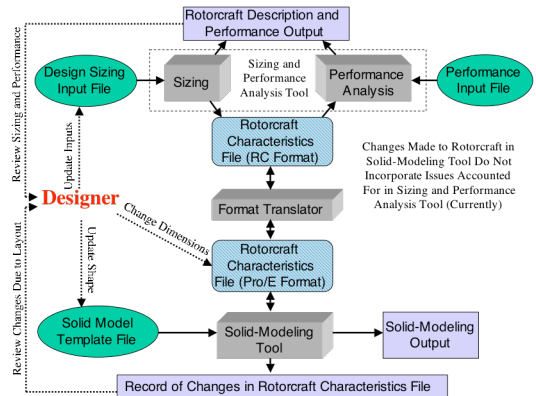 Rotorcraft Description and
Performance Output
Design Sizing
Input File
Sizing
Sizing and
Performance
Analysis Tool
Performance
Analysis
Performance
Input File
Review Sizing and Performance
Update Inputs
Rotorcraft
Characteristics
File (RC Format)
Changes Made to Rotorcraft in
Solid-Modeling Tool Do Not
Incorporate Issues Accounted
For in Sizing and Performance
Analysis Tool (Currently)
Designer
Change Dimensions
Format Translator
Update Shape
Rotorcraft
Characteristics
File (Pro/E Format)
Review Changes Due to Layout
Solid Model
Template File
Solid-Modeling
Tool
Solid-Modeling
Output
Record of Changes in Rotorcraft Characteristics File